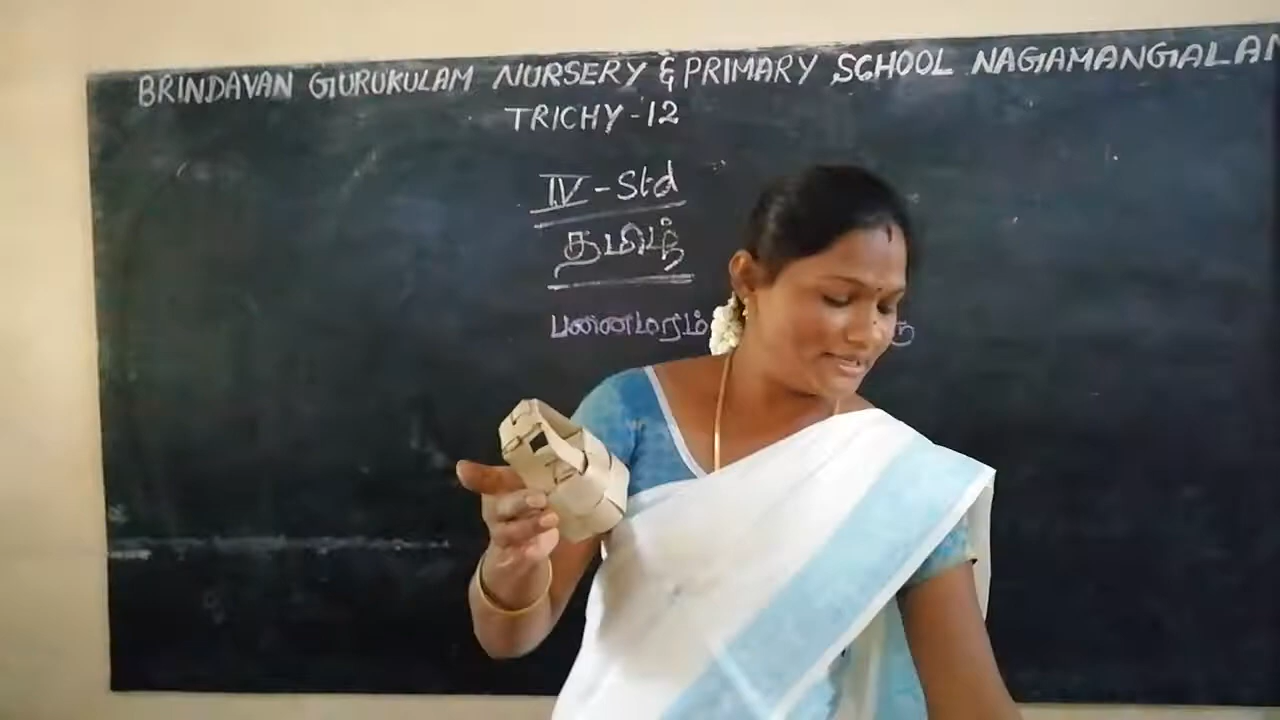 BRINDAVAN GURUKULAM NURSERY & PRIMARY SCHOOL NAGAMANGALAM
TRICHY-12
IV-Std
தமிழ்
பனைமரம்